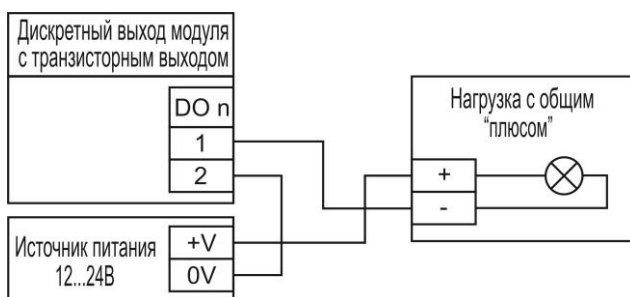 Дискретный выход модуля
с транзисторным выходом
DO n
1
2
Источник питания
12...24В
+V
0V
Нагрузка с общим
“плюсом”
+
-